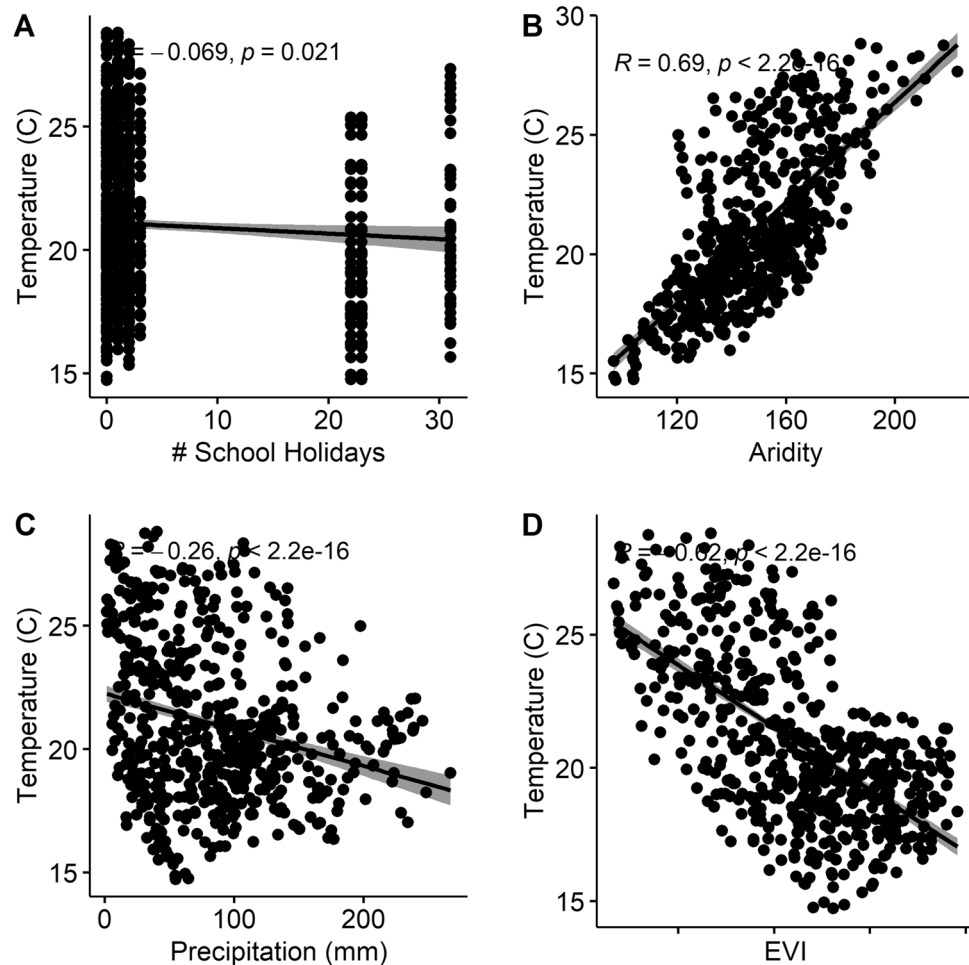 A
= −0.069, p = 0.021
Temperature (C)
25
20
15
0
10
20
30
# School Holidays
B
R = 0.69, p < 2.2e-16
Temperature (C)
30
25
20
15
120
160
200
Aridity
C
R = −0.26, p < 2.2e-16
Temperature (C)
25
20
15
0
100
200
Precipitation (mm)
D
R = −0.62, p < 2.2e-16
Temperature (C)
25
20
15
EVI